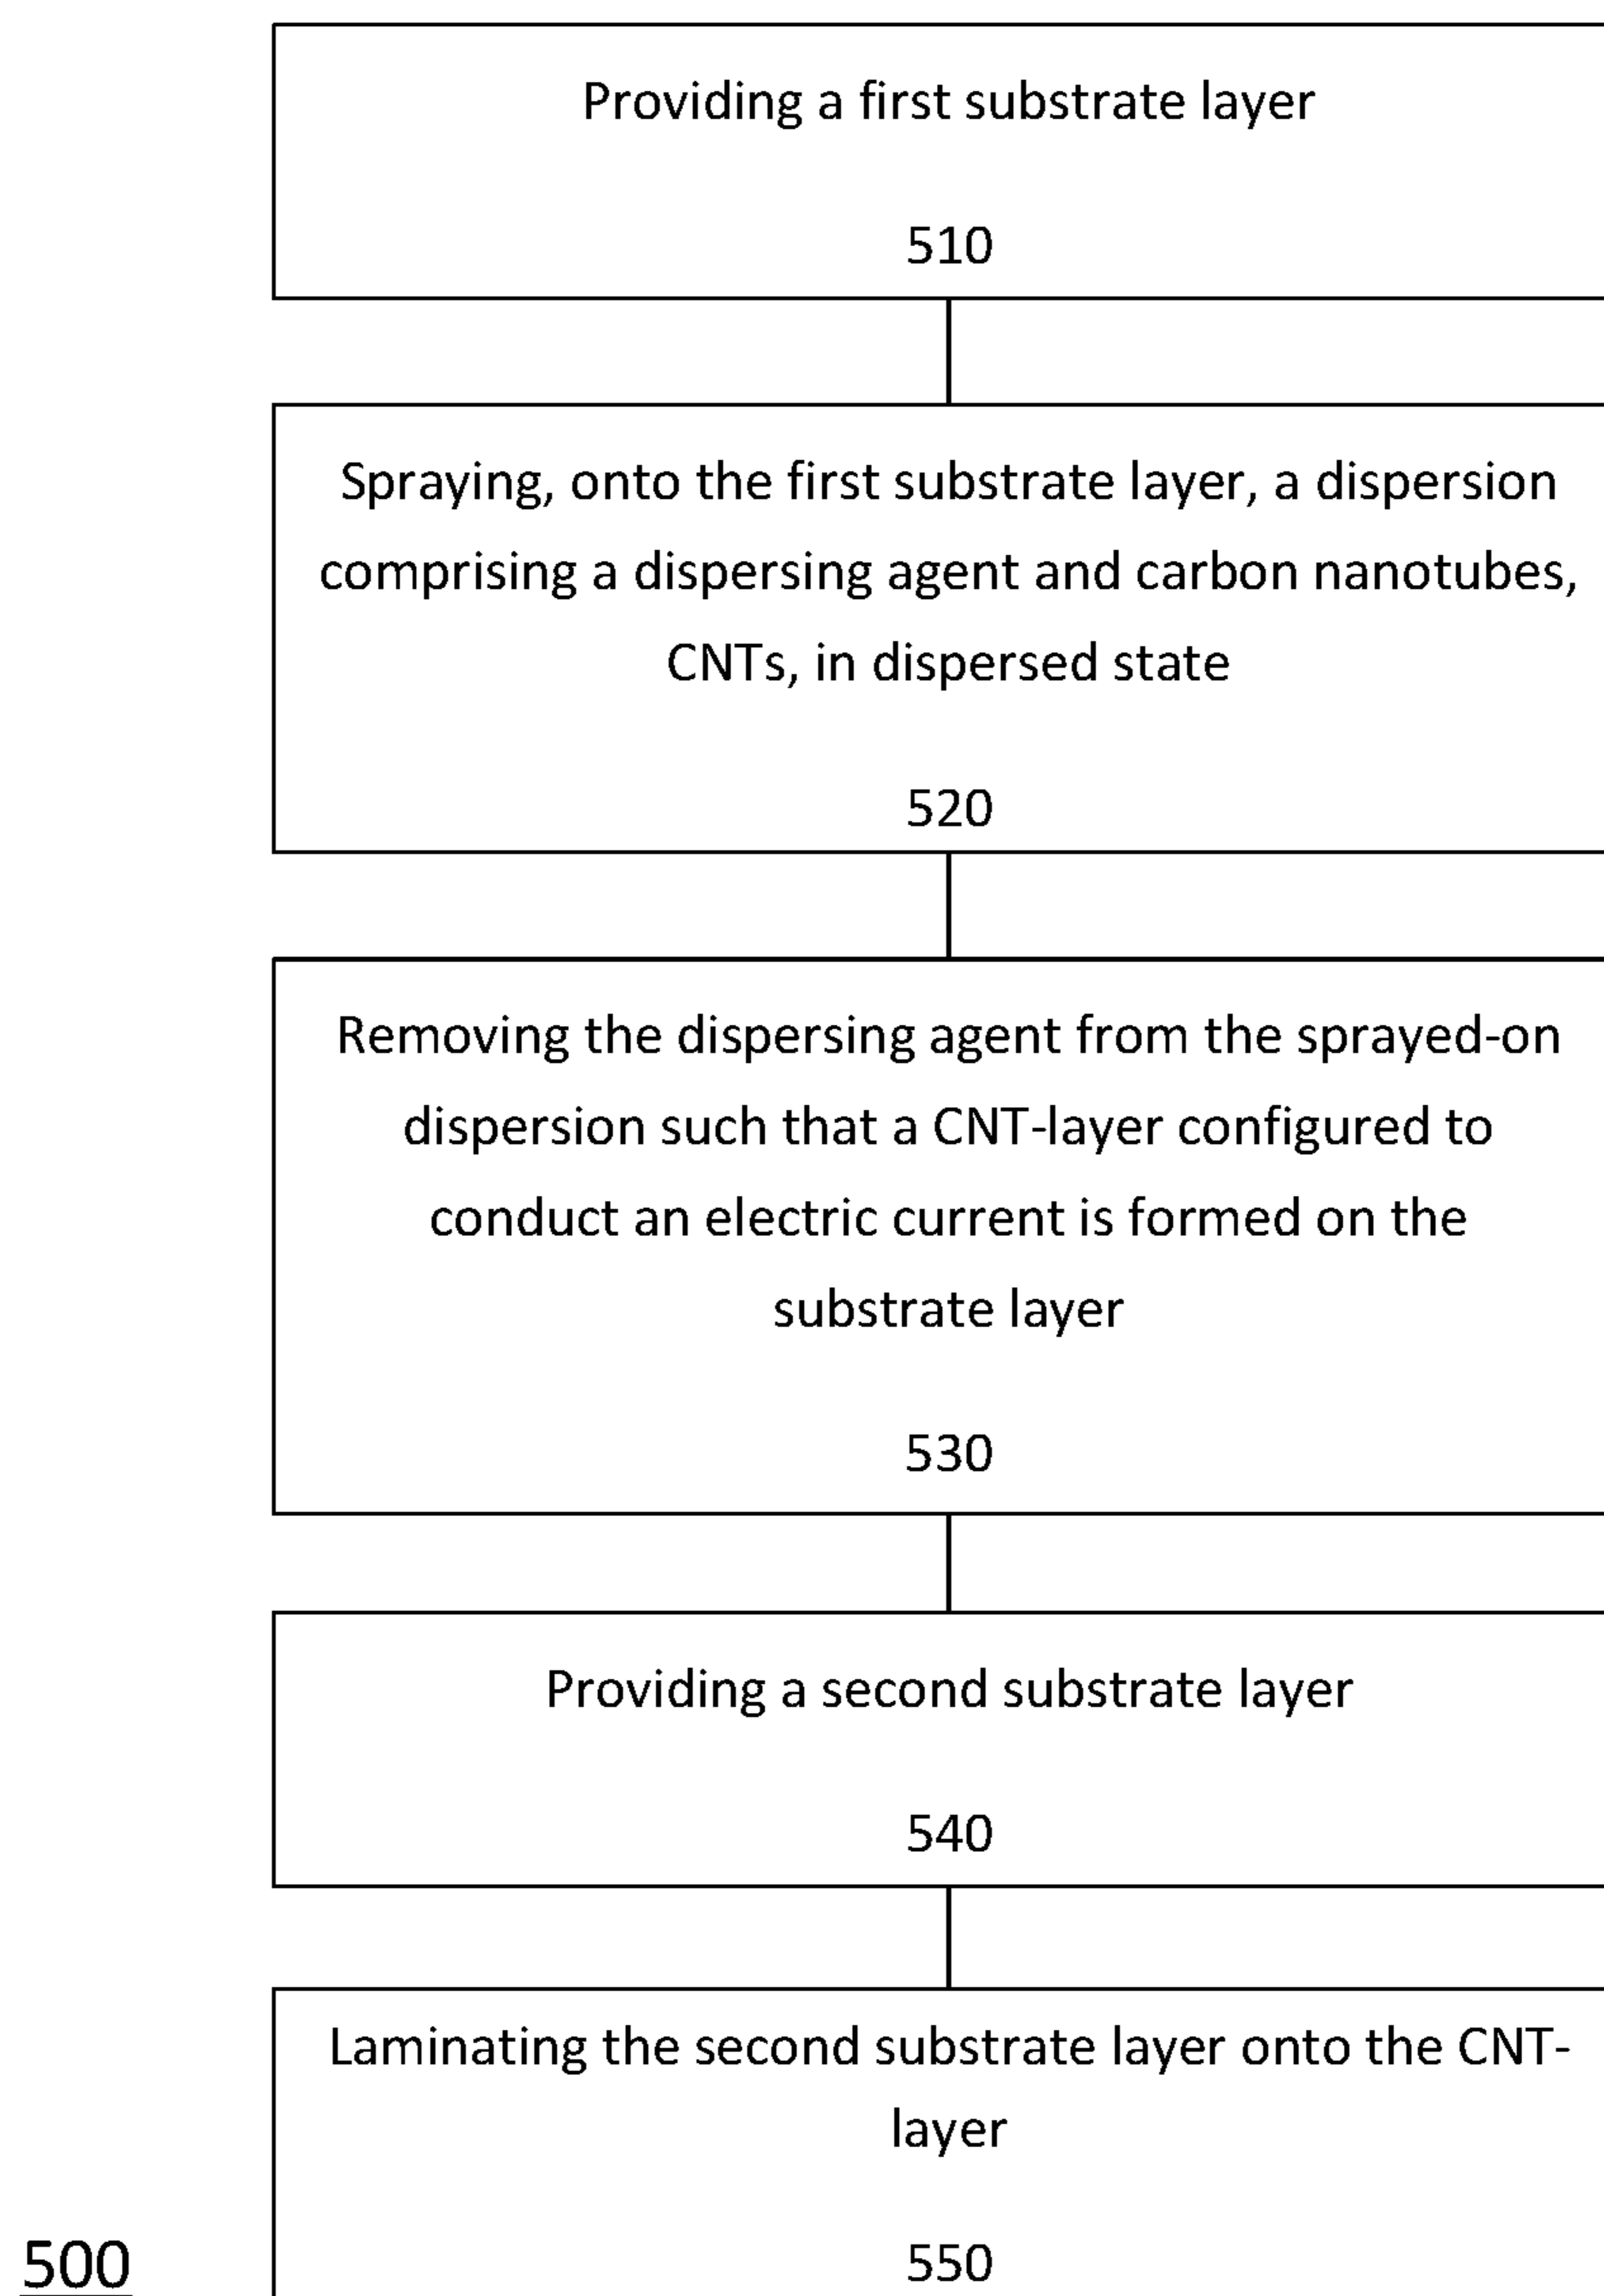 Providing a first substrate layer
510
Spraying, onto the first substrate layer, a dispersion
comprising a dispersing agent and carbon nanotubes,
CNTs, in dispersed state
520
Removing the dispersing agent from the sprayed-on
dispersion such that a CNT-layer configured to
conduct an electric current is formed on the
substrate layer
530
Providing a second substrate layer
540
Laminating the second substrate layer onto the CNT-
layer
550
500